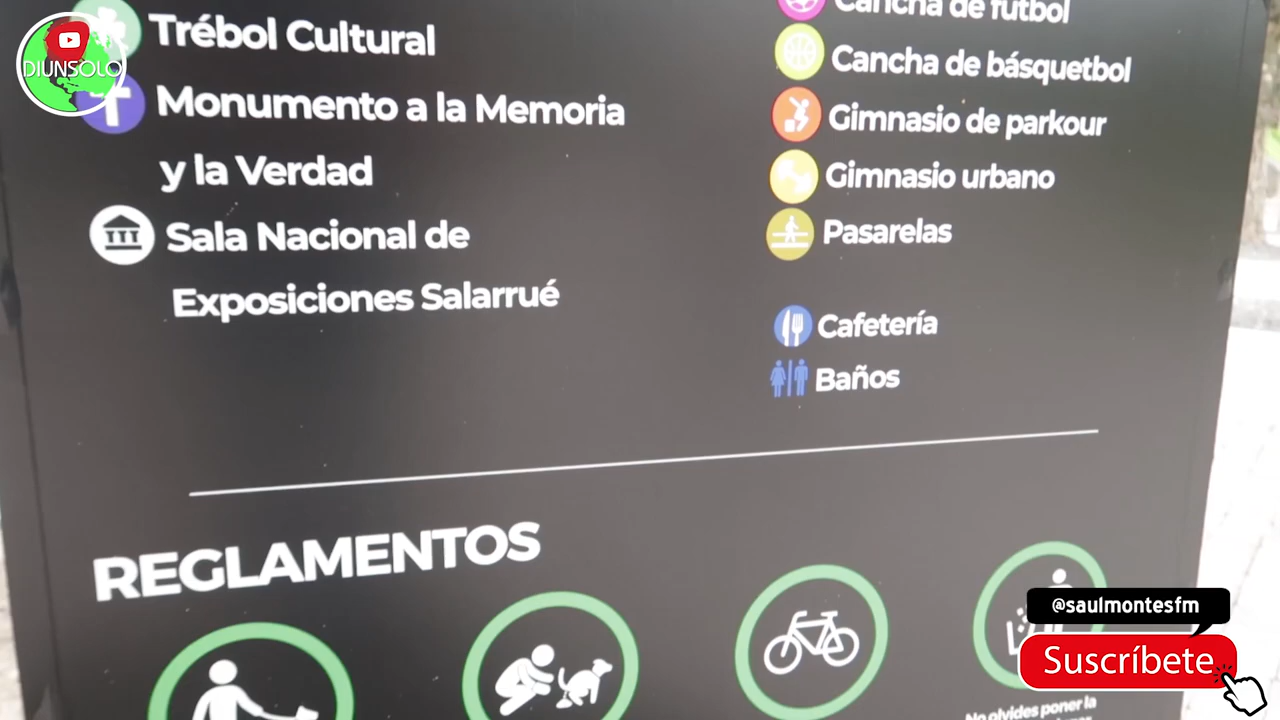 DIUNSOLO
Trébol Cultural
Monumento a la Memoria
y la Verdad
Sala Nacional de
Exposiciones Salarrué
Cancha de fútbol
Cancha de básquetbol
Gimnasio de parkour
Gimnasio urbano
Pasarelas
Cafetería
Baños
REGLAMENTOS
No olvides poner la
@saulmontesfm
Suscríbete